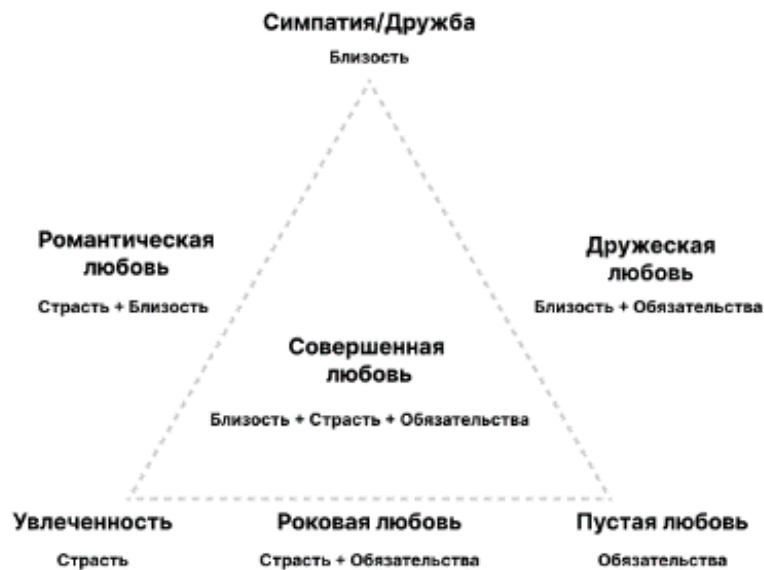 Симпатия/Дружба
Близость
Романтическая
любовь
Страсть + Близость
Дружеская
любовь
Близость + Обязательства
Совершенная
любовь
Близость + Страсть + Обязательства
Увлеченность
Страсть
Роковая любовь
Страсть + Обязательства
Пустая любовь
Обязательства